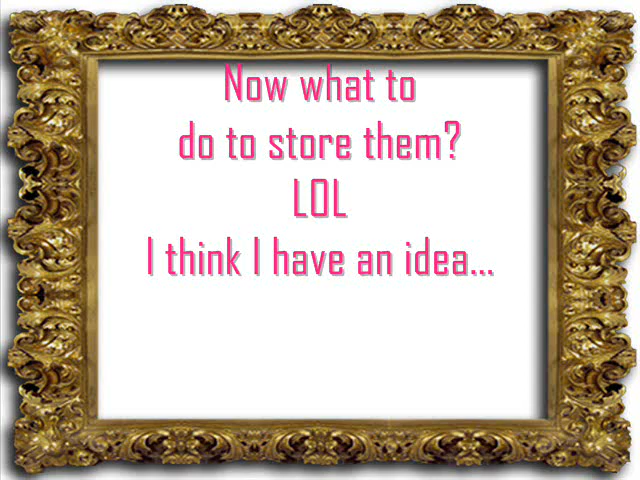 Now what to
do to store them?
LOL
I think I have an idea...